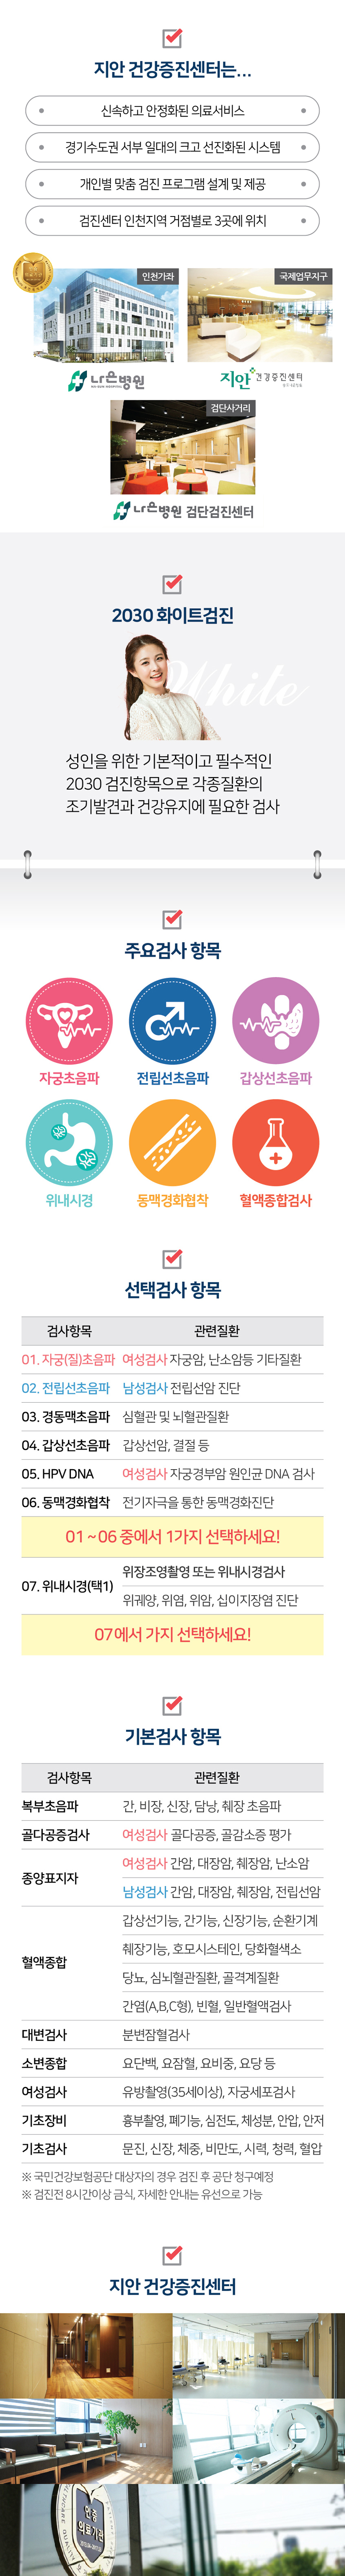 지안 건강증진센터는...
신속하고 안정화된 의료서비스
경기수도권 서부 일대의 크고 선진화된 시스템
개인별 맞춤 검진 프로그램 설계 및 제공
검진센터 인천지역 거점별로 3곳에 위치
인천가좌
국제업무지구
나은병원
지안 건강증진센터
검단사거리
나은병원 검단검진센터
2030 화이트검진
White
성인을 위한 기본적이고 필수적인
2030 검진항목으로 각종질환의
조기발견과 건강유지에 필요한 검사
주요검사 항목
자궁초음파 전립선초음파 갑상선초음파
위내시경 동맥경화협착 혈액종합검사
선택검사 항목
검사항목 관련질환
01. 자궁(질)초음파 여성검사 자궁암, 난소암등 기타질환
02. 전립선초음파 남성검사 전립선암 진단
03. 경동맥초음파 심혈관 및 뇌혈관질환
04. 갑상선초음파 갑상선암, 결절 등
05. HPV DNA 여성검사 자궁경부암 원인균 DNA 검사
06. 동맥경화협착 전기자극을 통한 동맥경화진단
01 ~ 06 중에서 1가지 선택하세요!
07. 위내시경(택1) 위장조영촬영 또는 위내시경검사
위궤양, 위염, 위암, 십이지장염 진단
07에서 가지 선택하세요!
기본검사 항목
검사항목 관련질환
복부초음파 간, 비장, 신장, 담낭, 췌장 초음파
골다공증검사 여성검사 골다공증, 골감소증 평가
종양표지자 여성검사 간암, 대장암, 췌장암, 난소암
남성검사 간암, 대장암, 췌장암, 전립선암
혈액종합 갑상선기능, 간기능, 신장기능, 순환기계
췌장기능, 호모시스테인, 당화혈색소
당뇨, 심뇌혈관질환, 골격계질환
간염(A,B,C형), 빈혈, 일반혈액검사
대변검사 분변잠혈검사
소변종합 요단백, 요잠혈, 요비중, 요당 등
여성검사 유방촬영(35세이상), 자궁세포검사
기초장비 흉부촬영, 폐기능, 심전도, 체성분, 안압, 안저
기초검사 문진, 신장, 체중, 비만도, 시력, 청력, 혈압
※ 국민건강보험공단 대상자의 경우 검진 후 공단 청구예정
※ 검진전 8시간이상 금식, 자세한 안내는 유선으로 가능
지안 건강증진센터
인증
의료기관